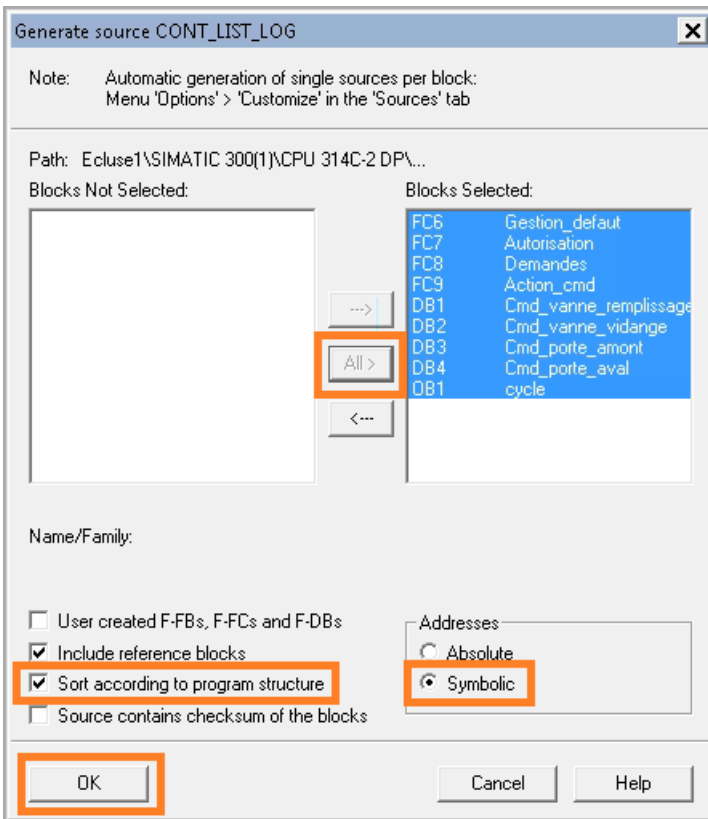 Generate source CONT_LIST_LOG
Note: Automatic generation of single sources per block:
Menu 'Options' > 'Customize' in the 'Sources' tab
Path: Ecluse1\SIMATIC 300(1)\CPU 314C-2 DP\...
Blocks Not Selected:
Blocks Selected:
FC6 Gestion_defaut
FC7 Autorisation
FC8 Demandes
FC9 Action_cmd
DB1 Cmd_vanne_remplissage
DB2 Cmd_vanne_vidange
DB3 Cmd_porte_amont
DB4 Cmd_porte_aval
OB1 cycle
--->
All >
<---
Name/Family:
User created F-FBs, F-FCs and F-DBs
Include reference blocks
Sort according to program structure
Source contains checksum of the blocks
Addresses
Absolute
Symbolic
OK
Cancel
Help